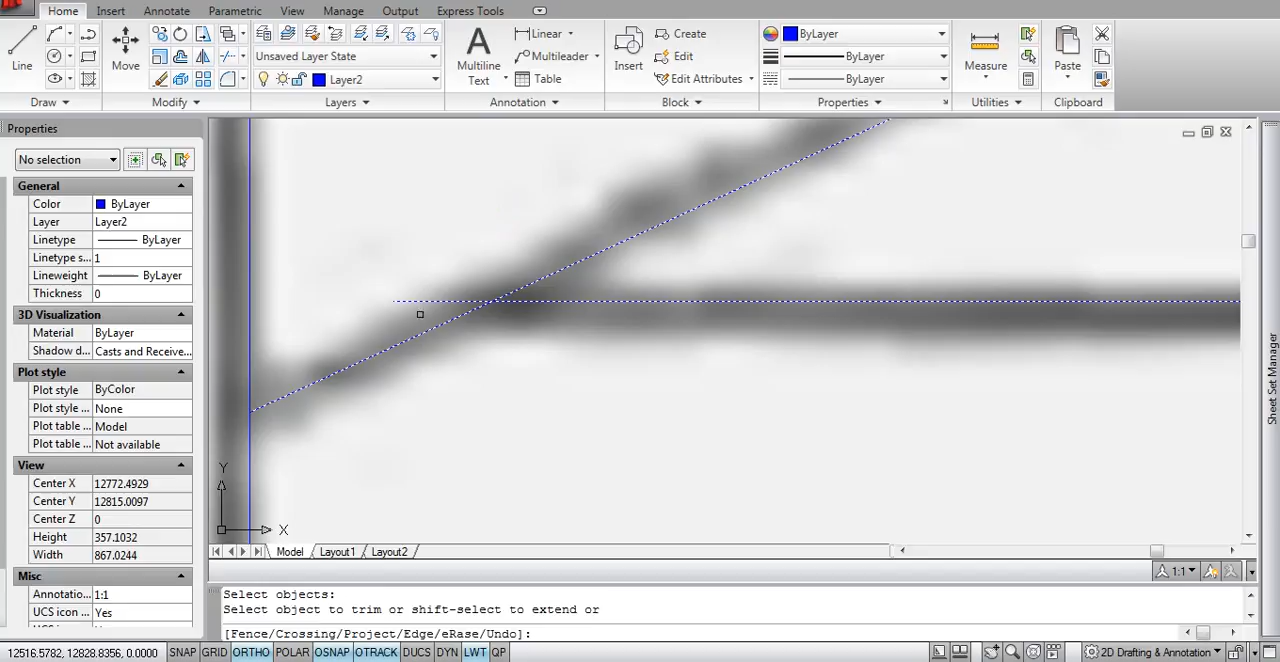 Home Insert Annotate Parametric View Manage Output Express Tools
Line Move Unsaved Layer State Layer2 Multiline Text Linear Multileader Table Insert Create Edit Edit Attributes ByLayer ByLayer ByLayer Measure Paste
Draw Modify Layers Annotation Block Properties Utilities Clipboard
Properties
No selection
General
Color ByLayer
Layer Layer2
Linetype ByLayer
Linetype s... 1
Lineweight ByLayer
Thickness 0
3D Visualization
Material ByLayer
Shadow d... Casts and Receive...
Plot style
Plot style ByColor
Plot style ... None
Plot table ... Model
Plot table ... Not available
View
Center X 12772.4929
Center Y 12815.0097
Center Z 0
Height 357.1032
Width 867.0244
Misc
Annotatio... 1:1
UCS icon ... Yes
Y
X
Sheet Set Manager
Model Layout1 Layout2
1:1
Select objects:
Select object to trim or shift-select to extend or
[Fence/Crossing/Project/Edge/eRase/Undo]:
12516.5782, 12828.8356, 0.0000 SNAP GRID ORTHO POLAR OSNAP OTRACK DUCS DYN LWT QP 2D Drafting & Annotation